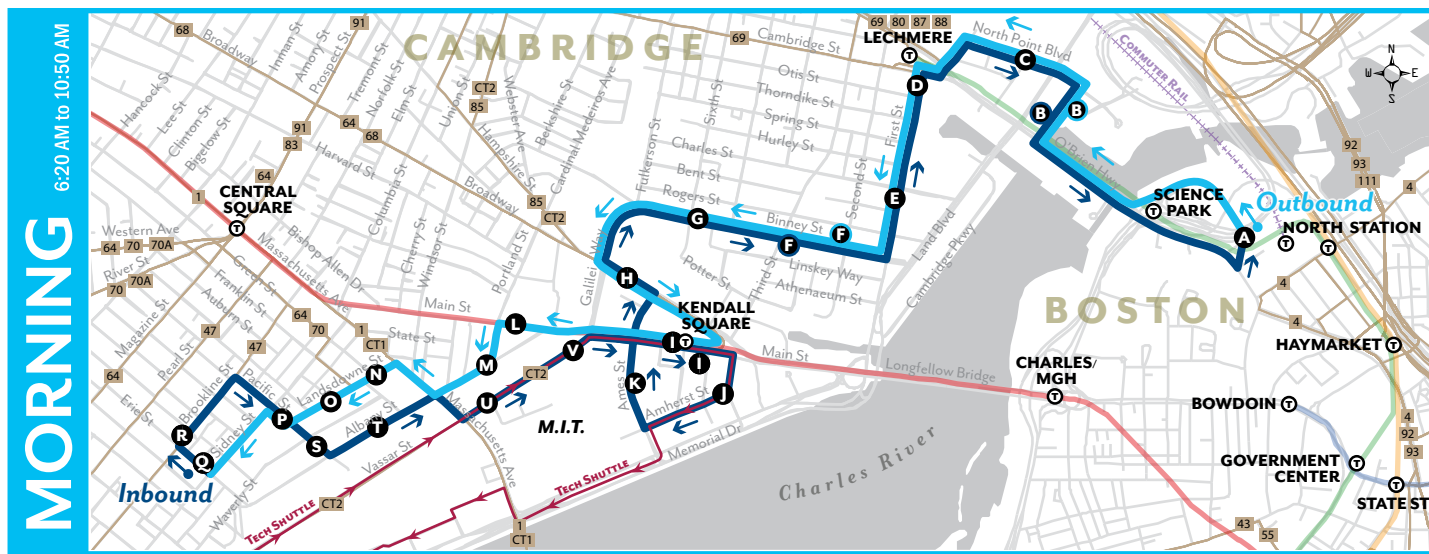 MORNING
6:20 AM to 10:50 AM
CAMBRIDGE
BOSTON
68
Broadway
91
Inman St
Amory St
Prospect St
Tremont St
Norfolk St
Elm St
Union St
CT2
85
Webster Ave
Berkshire St
Cardinal Medeiros Ave
Hampshire St
69
Cambridge St
69 80 87 88
LECHMERE
T
North Point Blvd
COMMUTER RAIL
N
W E
S
Hancock St
Lee St
Clinton St
Bigelow St
91
83
64
68
64
Harvard St
Columbia St
Broadway
85
CT2
Fulkerson St
Sixth St
Otis St
Thorndike St
Spring St
Hurley St
Charles St
Bent St
Rogers St
Binney St
First St
Second St
Third St
Linskey Way
Athenaeum St
Potter St
Land Blvd
Cambridge Pkwy
O'Brien Hwy
SCIENCE
PARK
T
Outbound
NORTH STATION
T
T
92
93
111
4
4
4
HAYMARKET
T
1
CENTRAL
SQUARE
T
Western Ave
64 70 70A
River St
70A
70
Magazine St
64
Pearl St
47
47
Green St
Franklin St
Auburn St
Massachusetts Ave
Bishop Allen Dr
Cherry St
Windsor St
Portland St
Galilei Way
Main St
State St
64
70
1
CT1
KENDALL
SQUARE
T
Main St
Longfellow Bridge
CHARLES/
MGH
T
BOWDOIN
T
GOVERNMENT
CENTER
T
STATE ST
T
4
92
93
43
55
Erie St
Brookline St
Pacific St
Sidney St
Landsdowne St
Albany St
Vassar St
Waverly St
Massachusetts Ave
M.I.T.
Ames St
Amherst St
Memorial Dr
Charles River
CT2
CT2
TECH SHUTTLE
TECH SHUTTLE
1
CT1
Inbound
A
B
B
C
D
E
F
F
G
H
I
I
J
K
L
M
N
O
P
Q
R
S
T
U
V